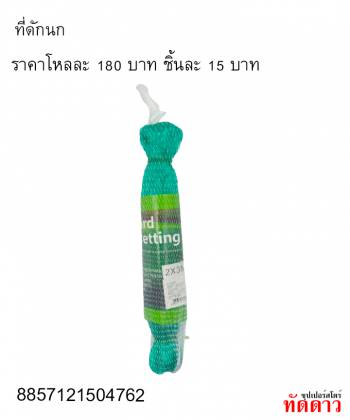 ที่ดักนก
ราคาโหลละ 180 บาท ชิ้นละ 15 บาท
rd
etting
2X3
8857121504762
ซุปเปอร์สโตร์
ทัดดาว